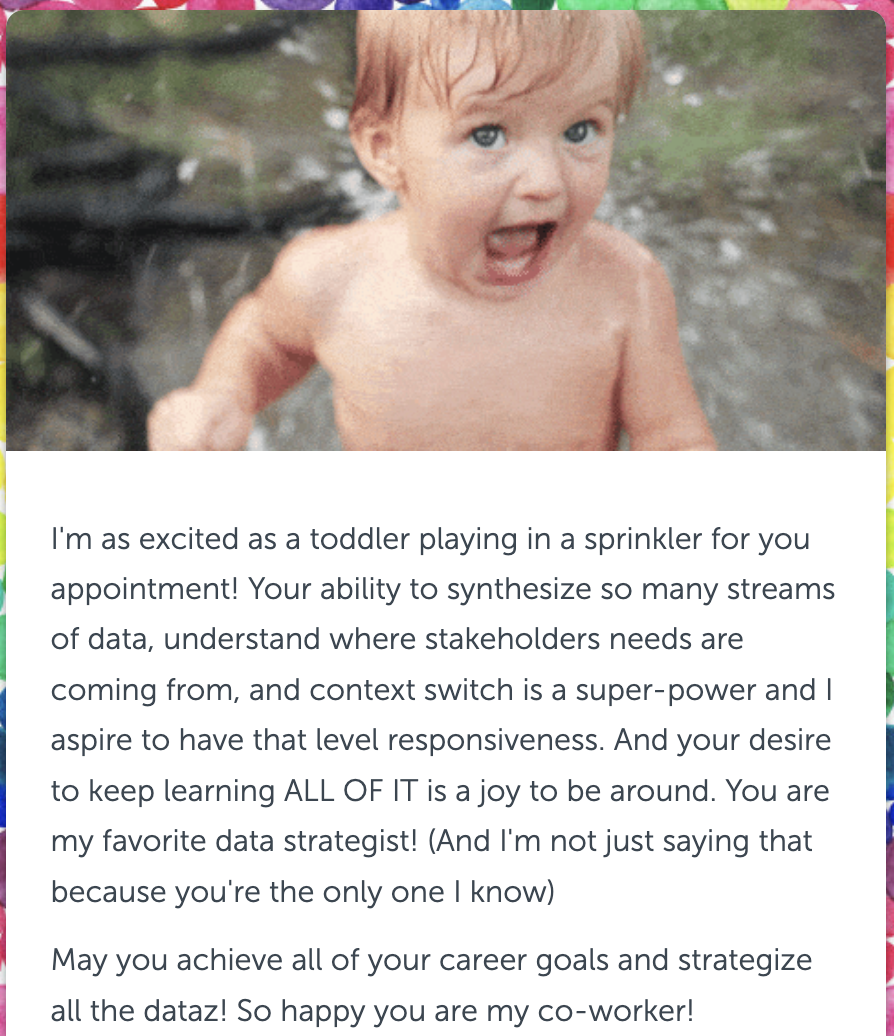 I'm as excited as a toddler playing in a sprinkler for you
appointment! Your ability to synthesize so many streams
of data, understand where stakeholders needs are
coming from, and context switch is a super-power and I
aspire to have that level responsiveness. And your desire
to keep learning ALL OF IT is a joy to be around. You are
my favorite data strategist! (And I'm not just saying that
because you're the only one I know)
May you achieve all of your career goals and strategize
all the dataz! So happy you are my co-worker!